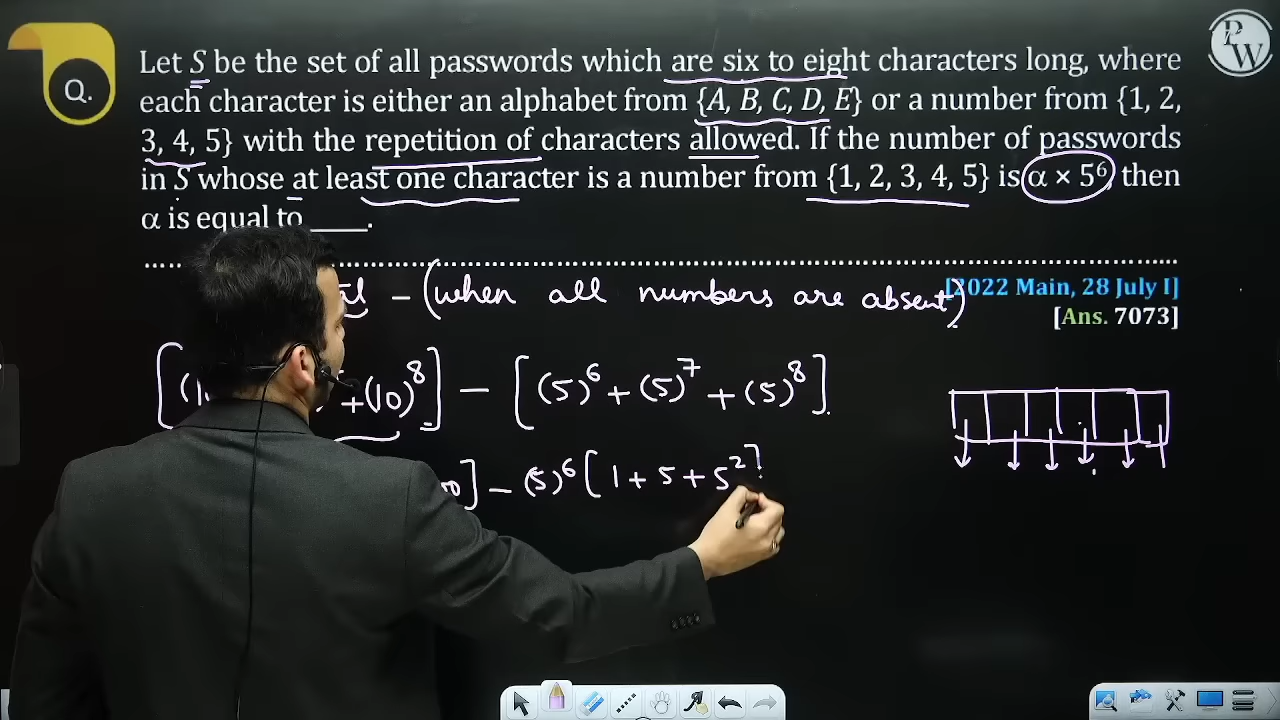 Q.
Let S be the set of all passwords which are six to eight characters long, where
each character is either an alphabet from {A, B, C, D, E} or a number from {1, 2,
3, 4, 5} with the repetition of characters allowed. If the number of passwords
in S whose at least one character is a number from {1, 2, 3, 4, 5} is α × 5⁶, then
α is equal to ____.
PW
[2022 Main, 28 July I]
[Ans. 7073]
– (when all numbers are absent)
+(10)⁸] – [(5)⁶ + (5)⁷ + (5)⁸].
] – (5)⁶ [1 + 5 + 5²]